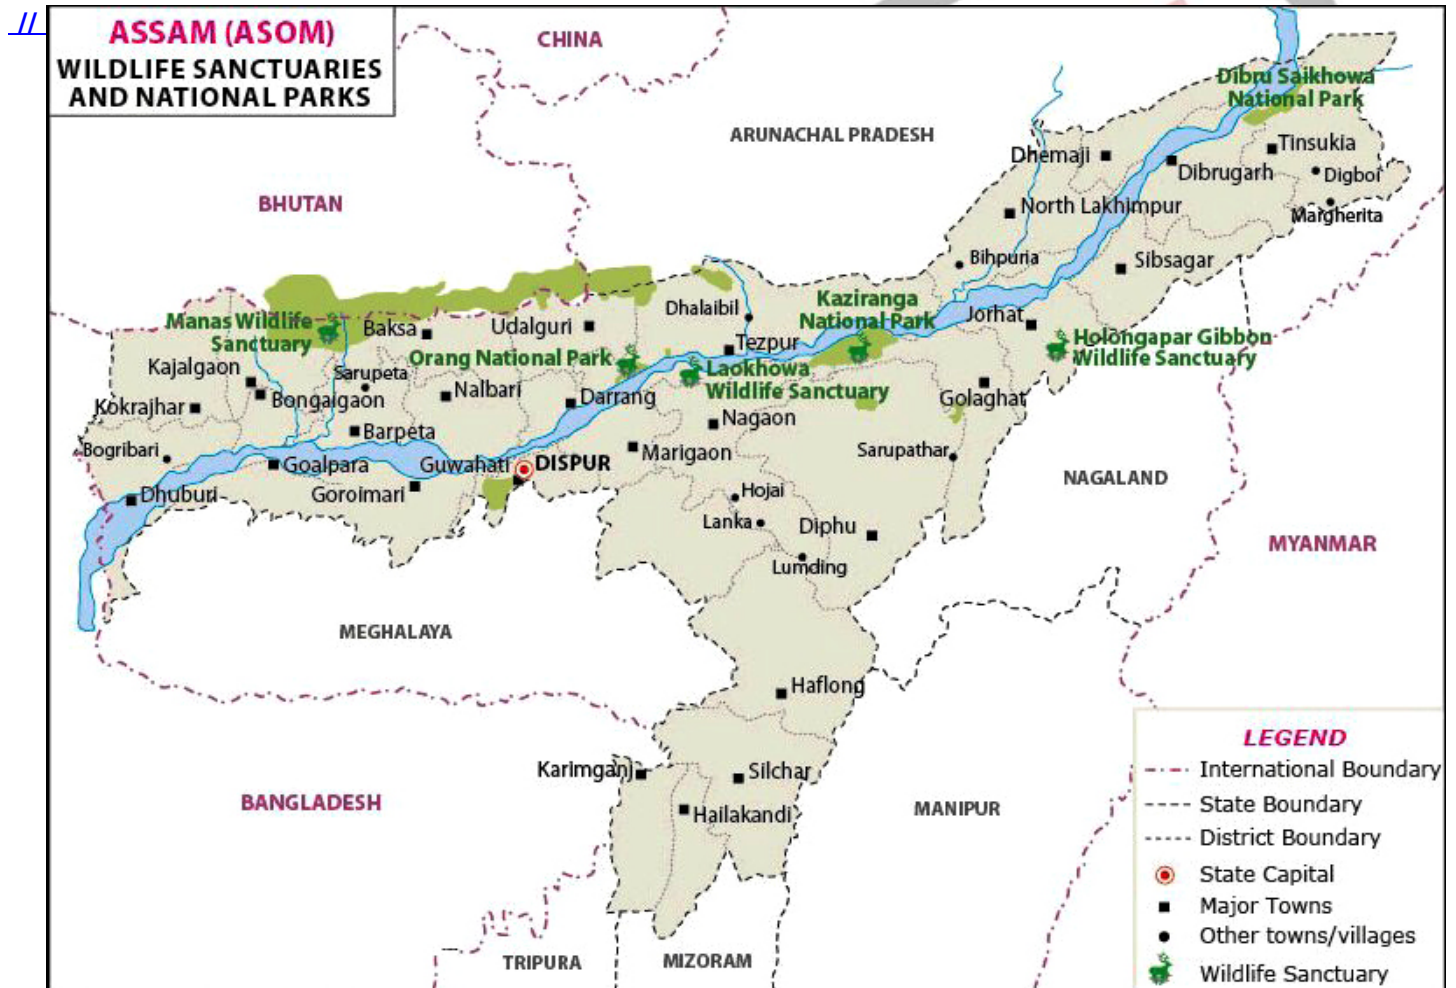 //
ASSAM (ASOM)
WILDLIFE SANCTUARIES
AND NATIONAL PARKS
CHINA
ARUNACHAL PRADESH
BHUTAN
Dibru Saikhowa
National Park
Tinsukia
Dhemaji
Dibrugarh
Digboi
Margherita
North Lakhimpur
Bihpuria
Sibsagar
Dhalaibil
Kaziranga
National Park
Jorhat
Manas Wildlife
Sanctuary
Baksa
Udalguri
Tezpur
Holongapar Gibbon
Wildlife Sanctuary
Orang National Park
Kajalgaon
Sarupeta
Laokhowa
Wildlife Sanctuary
Nalbari
Darrang
Golaghat
Kokrajhar
Bongaigaon
Nagaon
Barpeta
Bogribari
Marigaon
Sarupathar
Goalpara
Guwahati
DISPUR
NAGALAND
Dhuburi
Goroimari
Hojai
Lanka
Diphu
MYANMAR
Lumding
MEGHALAYA
Haflong
Karimganj
Silchar
BANGLADESH
Hailakandi
MANIPUR
TRIPURA
MIZORAM
LEGEND
International Boundary
State Boundary
District Boundary
State Capital
Major Towns
Other towns/villages
Wildlife Sanctuary